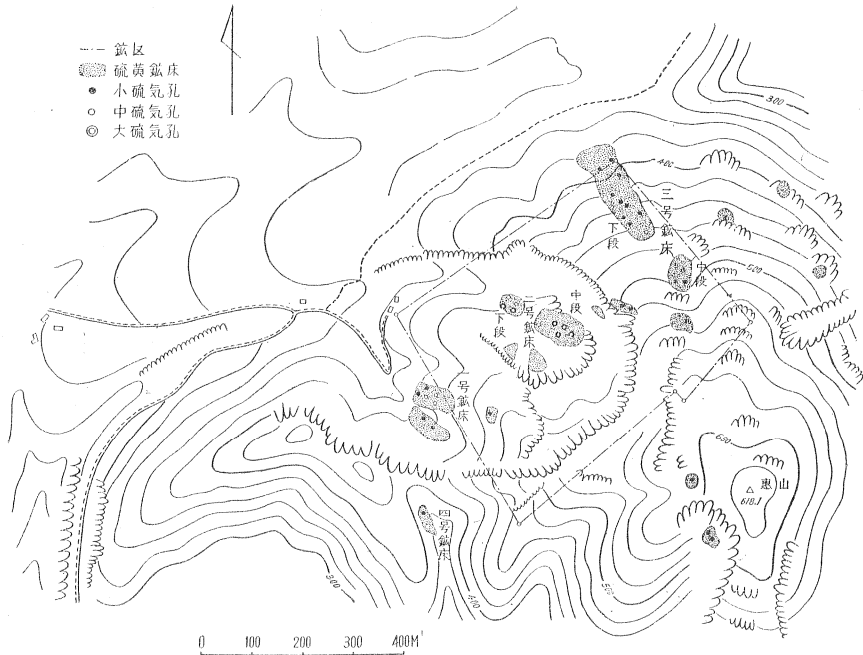 鉱区
硫黄鉱床
小硫気孔
中硫気孔
大硫気孔
300
400
三号鉱床
下段
中段
500
二号鉱床
中段
下段
一号鉱床
四号鉱床
恵山
618.1
300
400
500
0 100 200 300 400M